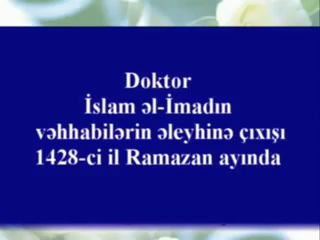 Doktor
İslam əl-İmadın
vəhhabilərin əleyhinə çıxışı
1428-ci il Ramazan ayında